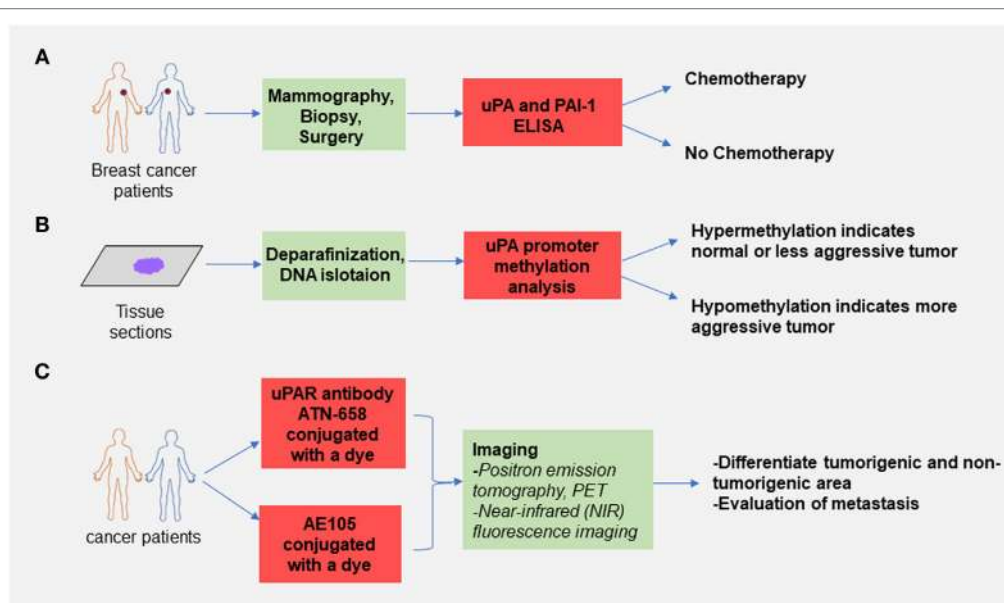 A
Breast cancer
patients
Mammography,
Biopsy,
Surgery
uPA and PAI-1
ELISA
Chemotherapy
No Chemotherapy
B
Tissue
sections
Deparafinization,
DNA islotaion
uPA promoter
methylation
analysis
Hypermethylation indicates
normal or less aggressive tumor
Hypomethylation indicates more
aggressive tumor
C
cancer patients
uPAR antibody
ATN-658
conjugated
with a dye
AE105
conjugated
with a dye
Imaging
-Positron emission
tomography, PET
-Near-infrared (NIR)
fluorescence imaging
-Differentiate tumorigenic and non-
tumorigenic area
-Evaluation of metastasis